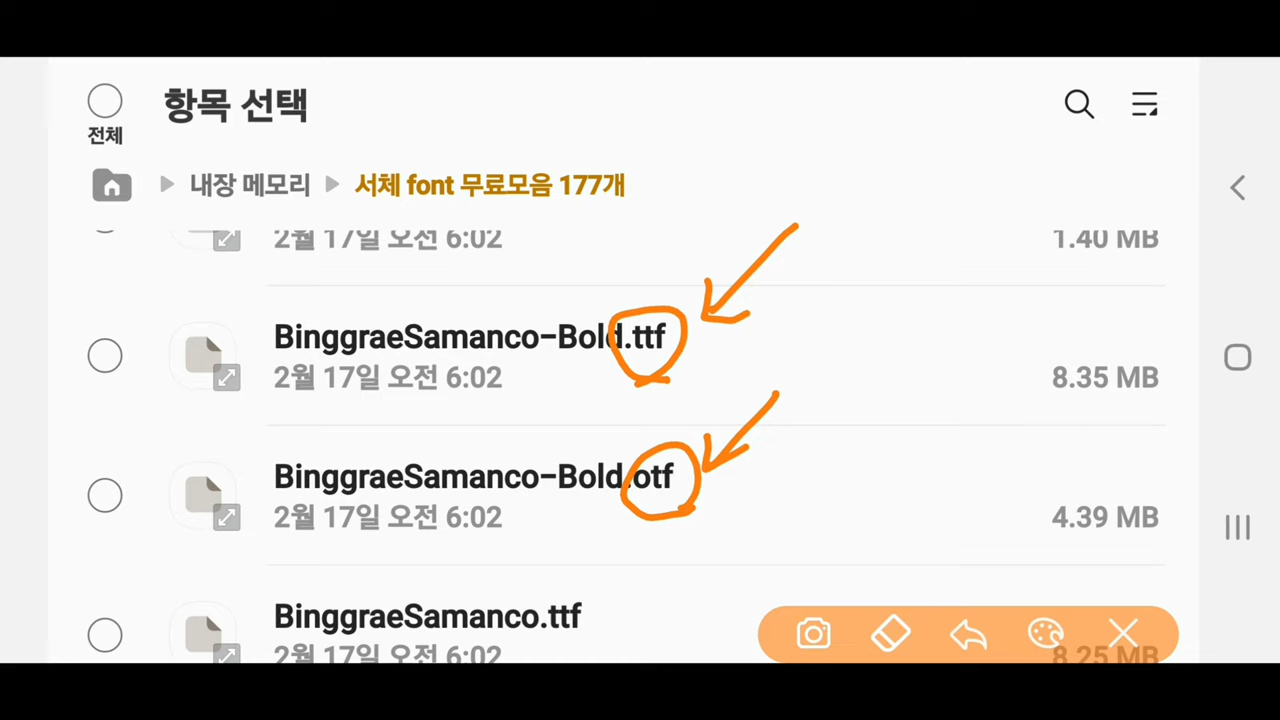 항목 선택
전체
내장 메모리 서체 font 무료모음 177개
2월 17일 오전 6:02 1.40 MB
BinggraeSamanco-Bold.ttf
2월 17일 오전 6:02 8.35 MB
BinggraeSamanco-Bold.otf
2월 17일 오전 6:02 4.39 MB
BinggraeSamanco.ttf
2월 17일 오전 6:02 8.25 MB